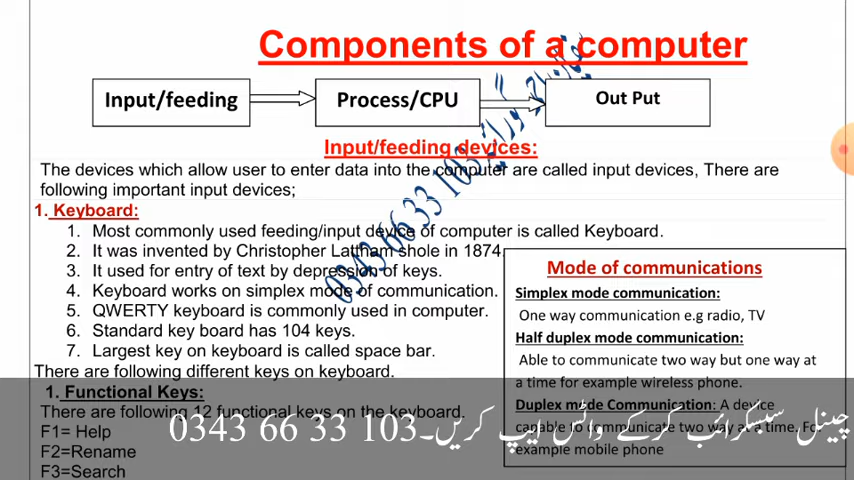 Components of a computer
Input/feeding
Process/CPU
Out Put
Input/feeding devices:
The devices which allow user to enter data into the computer are called input devices, There are
following important input devices;
1. Keyboard:
1. Most commonly used feeding/input device of computer is called Keyboard.
2. It was invented by Christopher Lattham shole in 1874.
3. It used for entry of text by depression of keys.
4. Keyboard works on simplex mode of communication.
5. QWERTY keyboard is commonly used in computer.
6. Standard key board has 104 keys.
7. Largest key on keyboard is called space bar.
There are following different keys on keyboard.
1. Functional Keys:
There are following 12 functional keys on the keyboard.
F1= Help
F2=Rename
F3=Search
Mode of communications
Simplex mode communication:
One way communication e.g radio, TV
Half duplex mode communication:
Able to communicate two way but one way at
a time for example wireless phone.
Duplex mode Communication: A device
capable to communicate two way at a time. For
example mobile phone
0343 66 33 103
چینل سبسکرائب کرکے واٹس ایپ کریں۔ 0343 66 33 103